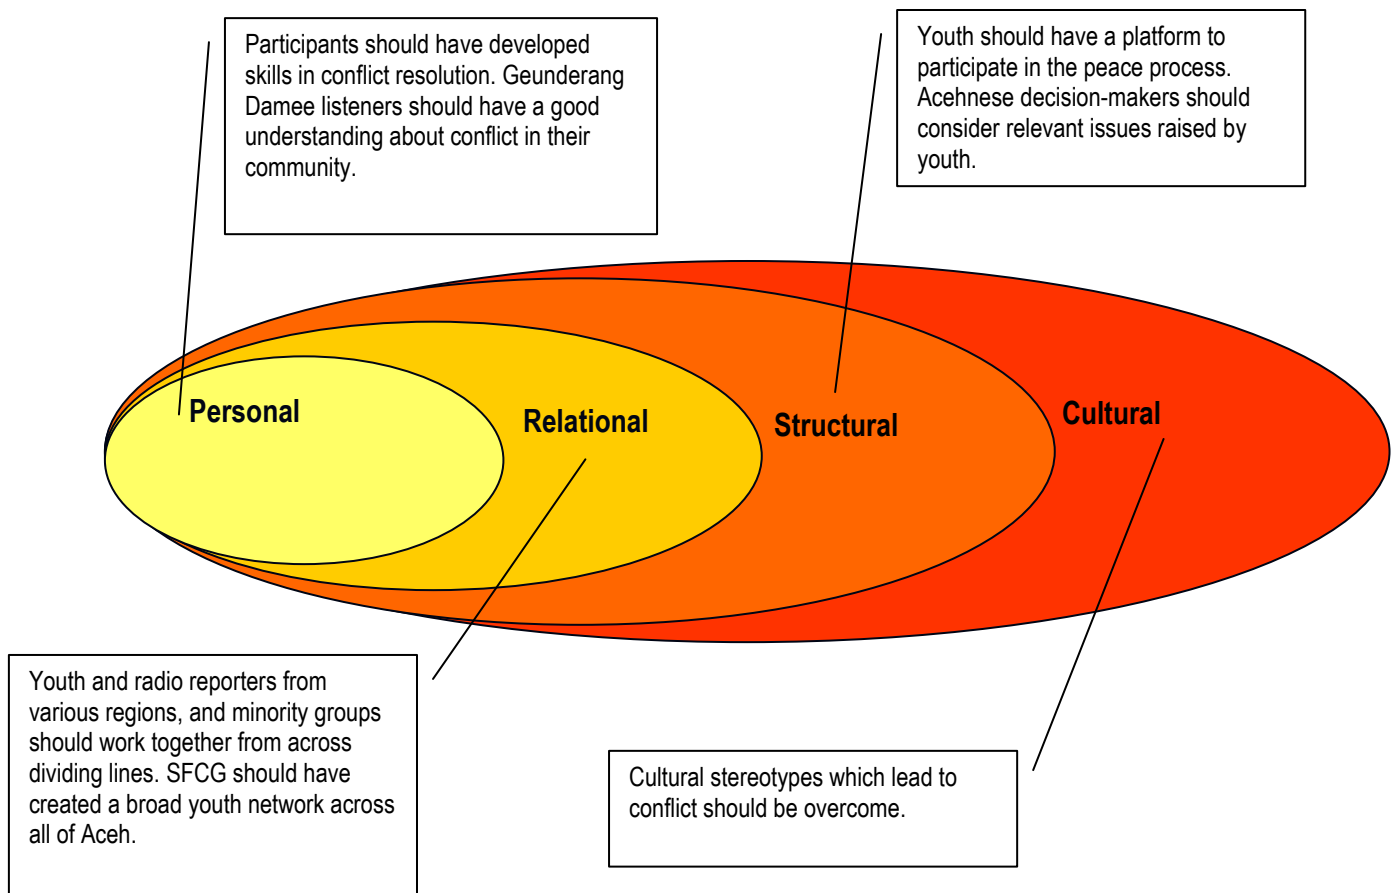 Participants should have developed
skills in conflict resolution. Geunderang
Damee listeners should have a good
understanding about conflict in their
community.
Youth should have a platform to
participate in the peace process.
Acehnese decision-makers should
consider relevant issues raised by
youth.
Personal
Relational
Structural
Cultural
Youth and radio reporters from
various regions, and minority groups
should work together from across
dividing lines. SFCG should have
created a broad youth network across
all of Aceh.
Cultural stereotypes which lead to
conflict should be overcome.